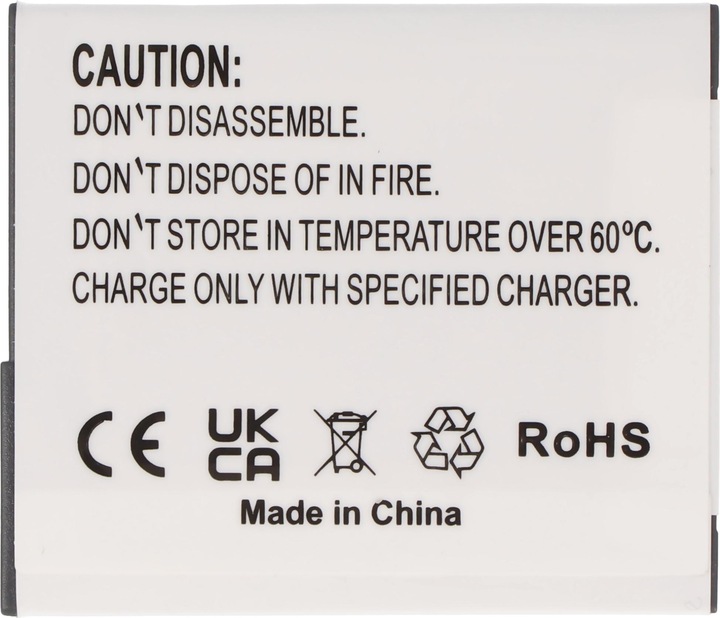 CAUTION:
DON‵T DISASSEMBLE.
DON‵T DISPOSE OF IN FIRE.
DON‵T STORE IN TEMPERATURE OVER 60ºC.
CHARGE ONLY WITH SPECIFIED CHARGER.
CE UK CA RoHS
Made in China